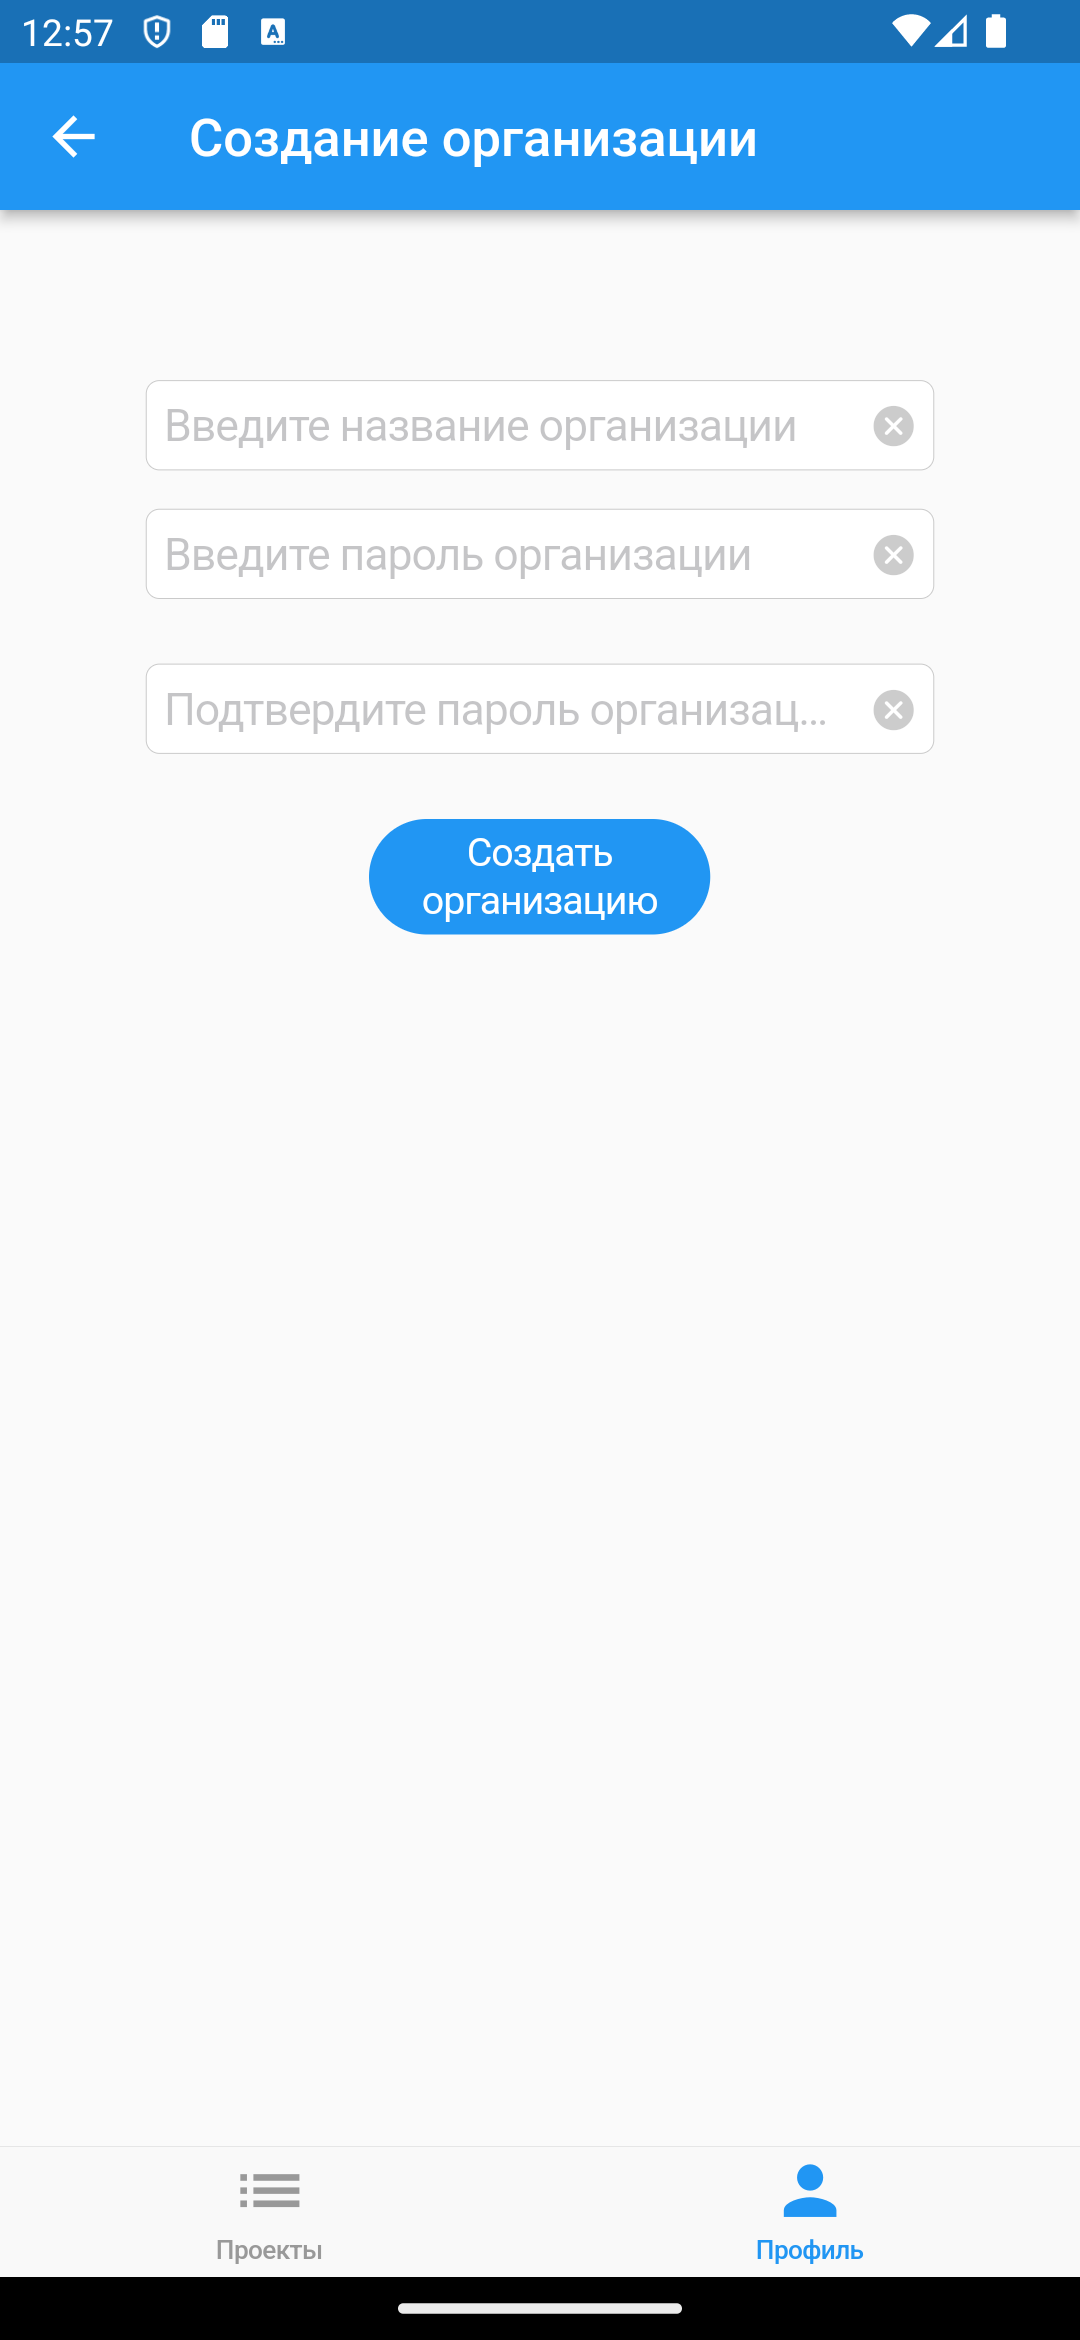 12:57
Создание организации
Введите название организации
Введите пароль организации
Подтвердите пароль организац...
Создать
организацию
Проекты
Профиль